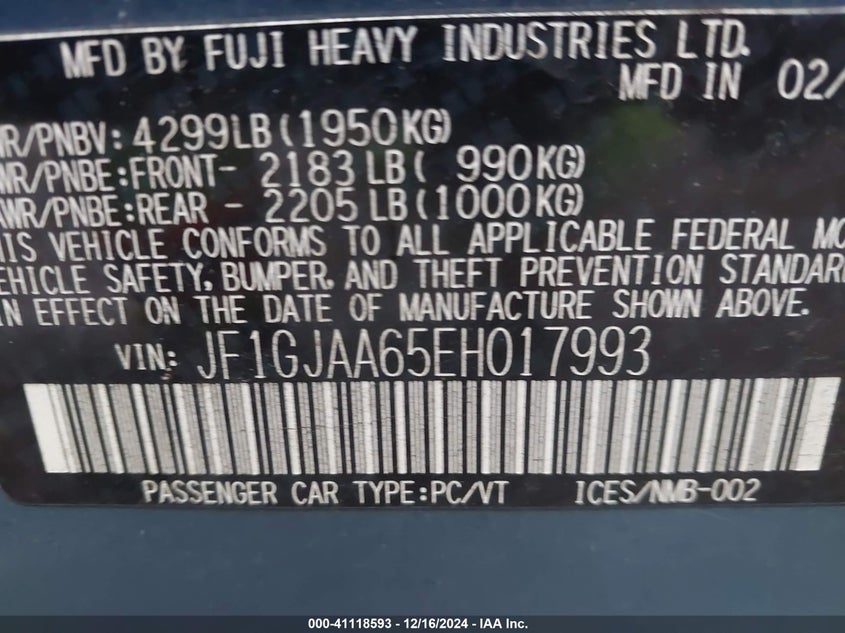 MFD BY FUJI HEAVY INDUSTRIES LTD.
MFD IN 02/
WR/PNBV: 4299LB(1950KG)
WR/PNBE:FRONT- 2183LB( 990KG)
WR/PNBE:REAR - 2205LB(1000KG)
HIS VEHICLE CONFORMS TO ALL APPLICABLE FEDERAL MO
EHICLE SAFETY, BUMPER, AND THEFT PREVENTION STANDAR
IN EFFECT ON THE DATE OF MANUFACTURE SHOWN ABOVE.
VIN: JF1GJAA65EH017993
PASSENGER CAR TYPE:PC/VT ICES/NMB-002
000-41118593 - 12/16/2024 - IAA Inc.